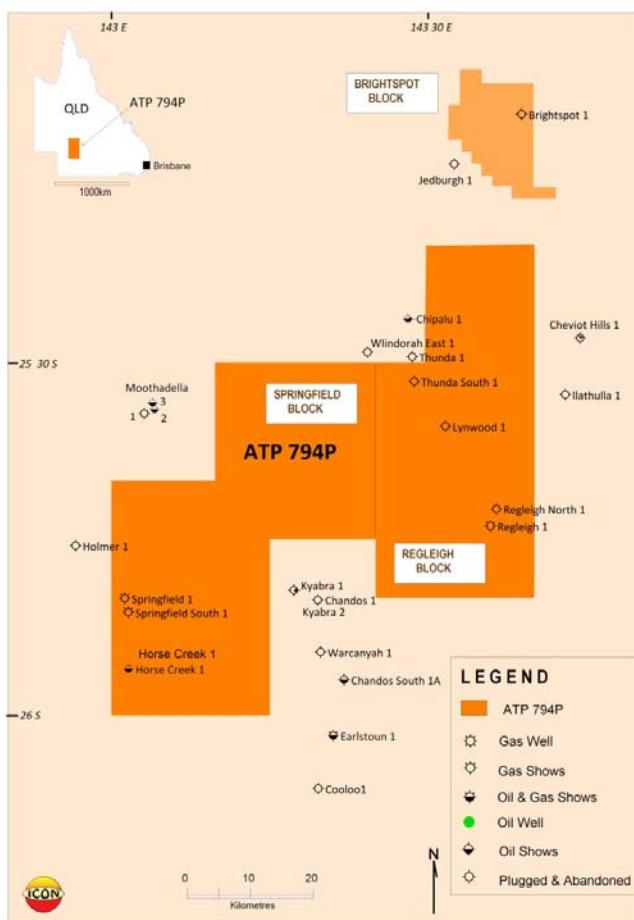 143 E
143 30 E
QLD
ATP 794P
Brisbane
1000km
BRIGHTSPOT
BLOCK
Brightspot 1
Jedburgh 1
Chipalu 1
Cheviot Hills 1
WIindorah East 1
Thunda 1
25 30 S
Thunda South 1
Ilathulla 1
Moothadella
3
1
2
SPRINGFIELD
BLOCK
ATP 794P
Lynwood 1
Regleigh North 1
Regleigh 1
Holmer 1
REGLEIGH
BLOCK
Kyabra 1
Kyabra 2
Chandos 1
Springfield 1
Springfield South 1
Horse Creek 1
Horse Creek 1
Warcanyah 1
Chandos South 1A
26 S
Earlstoun 1
Cooloo1
LEGEND
ATP 794P
Gas Well
Gas Shows
Oil & Gas Shows
Oil Well
Oil Shows
Plugged & Abandoned
N
0 10 20
Kilometres
ICON